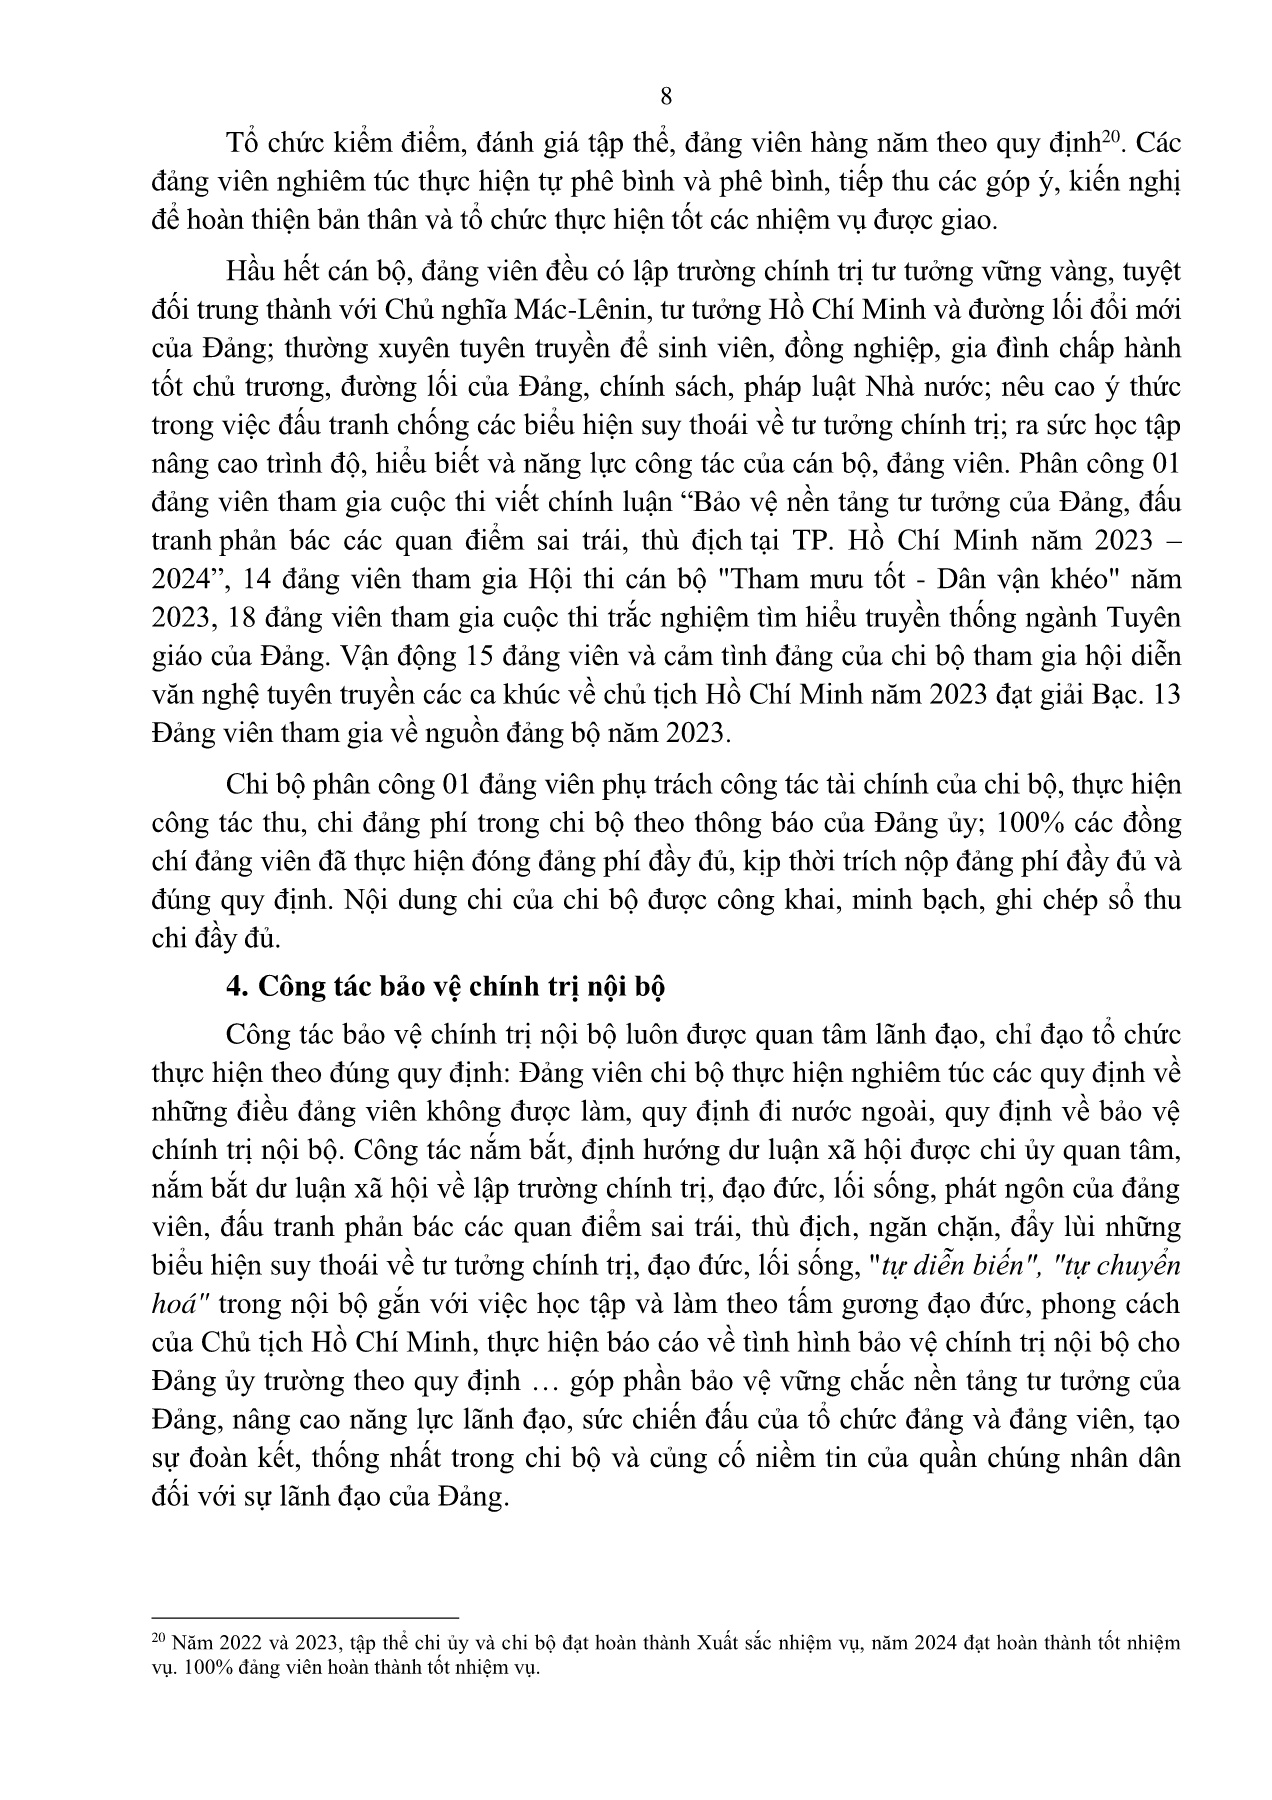 8
Tổ chức kiểm điểm, đánh giá tập thể, đảng viên hàng năm theo quy định20. Các
đảng viên nghiêm túc thực hiện tự phê bình và phê bình, tiếp thu các góp ý, kiến nghị
để hoàn thiện bản thân và tổ chức thực hiện tốt các nhiệm vụ được giao.
Hầu hết cán bộ, đảng viên đều có lập trường chính trị tư tưởng vững vàng, tuyệt
đối trung thành với Chủ nghĩa Mác-Lênin, tư tưởng Hồ Chí Minh và đường lối đổi mới
của Đảng; thường xuyên tuyên truyền để sinh viên, đồng nghiệp, gia đình chấp hành
tốt chủ trương, đường lối của Đảng, chính sách, pháp luật Nhà nước; nêu cao ý thức
trong việc đấu tranh chống các biểu hiện suy thoái về tư tưởng chính trị; ra sức học tập
nâng cao trình độ, hiểu biết và năng lực công tác của cán bộ, đảng viên. Phân công 01
đảng viên tham gia cuộc thi viết chính luận “Bảo vệ nền tảng tư tưởng của Đảng, đấu
tranh phản bác các quan điểm sai trái, thù địch tại TP. Hồ Chí Minh năm 2023 –
2024”, 14 đảng viên tham gia Hội thi cán bộ "Tham mưu tốt - Dân vận khéo" năm
2023, 18 đảng viên tham gia cuộc thi trắc nghiệm tìm hiểu truyền thống ngành Tuyên
giáo của Đảng. Vận động 15 đảng viên và cảm tình đảng của chi bộ tham gia hội diễn
văn nghệ tuyên truyền các ca khúc về chủ tịch Hồ Chí Minh năm 2023 đạt giải Bạc. 13
Đảng viên tham gia về nguồn đảng bộ năm 2023.
Chi bộ phân công 01 đảng viên phụ trách công tác tài chính của chi bộ, thực hiện
công tác thu, chi đảng phí trong chi bộ theo thông báo của Đảng ủy; 100% các đồng
chí đảng viên đã thực hiện đóng đảng phí đầy đủ, kịp thời trích nộp đảng phí đầy đủ và
đúng quy định. Nội dung chi của chi bộ được công khai, minh bạch, ghi chép sổ thu
chi đầy đủ.
4. Công tác bảo vệ chính trị nội bộ
Công tác bảo vệ chính trị nội bộ luôn được quan tâm lãnh đạo, chỉ đạo tổ chức
thực hiện theo đúng quy định: Đảng viên chi bộ thực hiện nghiêm túc các quy định về
những điều đảng viên không được làm, quy định đi nước ngoài, quy định về bảo vệ
chính trị nội bộ. Công tác nắm bắt, định hướng dư luận xã hội được chi ủy quan tâm,
nắm bắt dư luận xã hội về lập trường chính trị, đạo đức, lối sống, phát ngôn của đảng
viên, đấu tranh phản bác các quan điểm sai trái, thù địch, ngăn chặn, đẩy lùi những
biểu hiện suy thoái về tư tưởng chính trị, đạo đức, lối sống, "tự diễn biến", "tự chuyển
hoá" trong nội bộ gắn với việc học tập và làm theo tấm gương đạo đức, phong cách
của Chủ tịch Hồ Chí Minh, thực hiện báo cáo về tình hình bảo vệ chính trị nội bộ cho
Đảng ủy trường theo quy định … góp phần bảo vệ vững chắc nền tảng tư tưởng của
Đảng, nâng cao năng lực lãnh đạo, sức chiến đấu của tổ chức đảng và đảng viên, tạo
sự đoàn kết, thống nhất trong chi bộ và củng cố niềm tin của quần chúng nhân dân
đối với sự lãnh đạo của Đảng.
20 Năm 2022 và 2023, tập thể chi ủy và chi bộ đạt hoàn thành Xuất sắc nhiệm vụ, năm 2024 đạt hoàn thành tốt nhiệm
vụ. 100% đảng viên hoàn thành tốt nhiệm vụ.